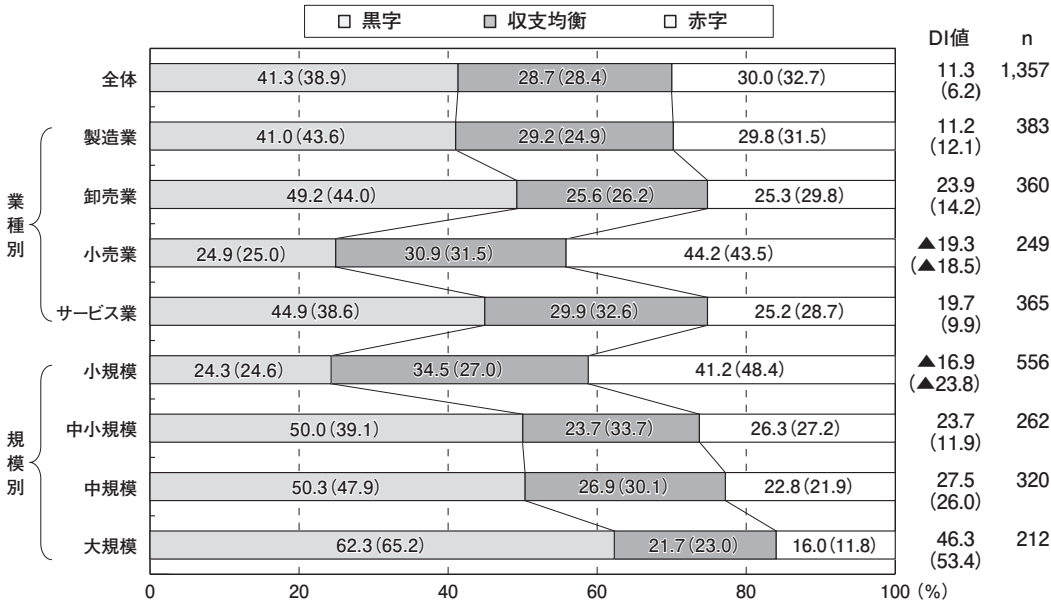 黒字 収支均衡 赤字
DI値 n
全体 41.3(38.9) 28.7(28.4) 30.0(32.7) 11.3 1,357
(6.2)
業種別
製造業 41.0(43.6) 29.2(24.9) 29.8(31.5) 11.2 383
(12.1)
卸売業 49.2(44.0) 25.6(26.2) 25.3(29.8) 23.9 360
(14.2)
小売業 24.9(25.0) 30.9(31.5) 44.2(43.5) ▲19.3 249
(▲18.5)
サービス業 44.9(38.6) 29.9(32.6) 25.2(28.7) 19.7 365
(9.9)
規模別
小規模 24.3(24.6) 34.5(27.0) 41.2(48.4) ▲16.9 556
(▲23.8)
中小規模 50.0(39.1) 23.7(33.7) 26.3(27.2) 23.7 262
(11.9)
中規模 50.3(47.9) 26.9(30.1) 22.8(21.9) 27.5 320
(26.0)
大規模 62.3(65.2) 21.7(23.0) 16.0(11.8) 46.3 212
(53.4)
0 20 40 60 80 100 (%)